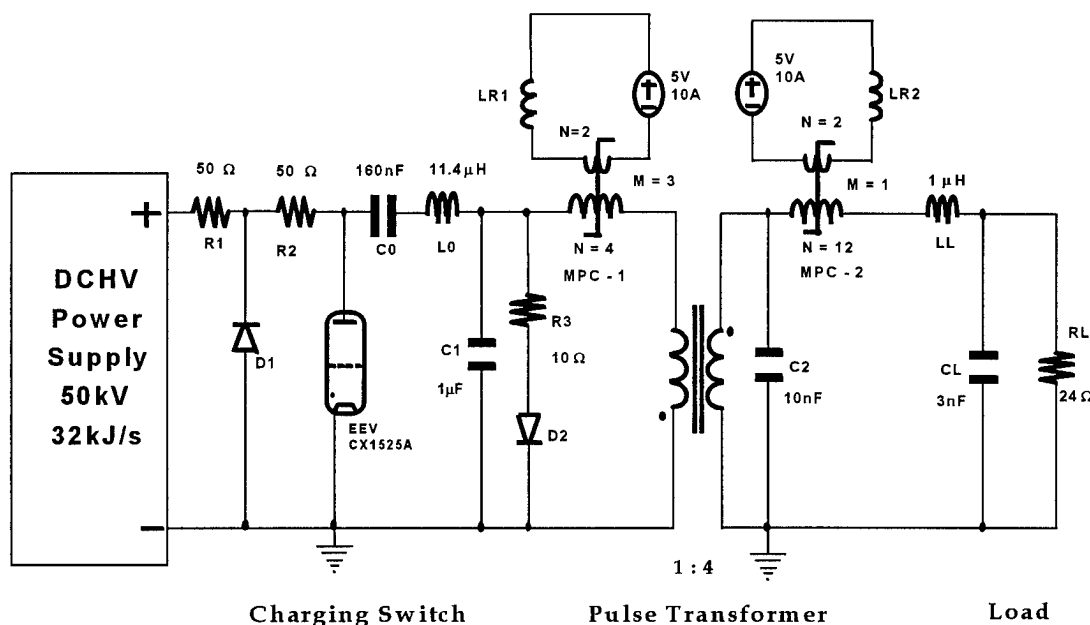 5V
10A
LR1
N=2
5V
10A
LR2
N = 2
50 Ω
50 Ω
160nF
11.4μH
M = 3
M = 1
1 μH
+
R1
R2
C0
L0
N = 4
MPC - 1
N = 12
MPC - 2
LL
DCHV
Power
Supply
50kV
32kJ/s
D1
EEV
CX1525A
C1
1μF
R3
10Ω
D2
C2
10nF
CL
3nF
RL
24Ω
−
1 : 4
Charging Switch
Pulse Transformer
Load